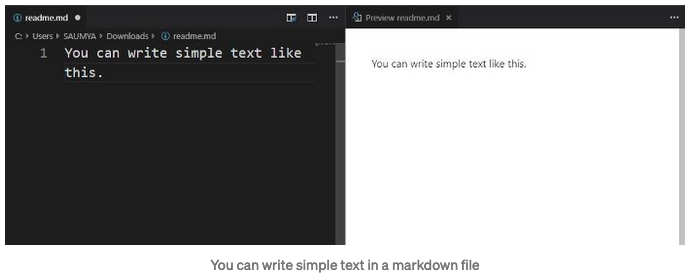 readme.md
Preview readme.md
C: > Users > SAUMYA > Downloads > readme.md
1 You can write simple text like
this.
You can write simple text like this.
You can write simple text in a markdown file